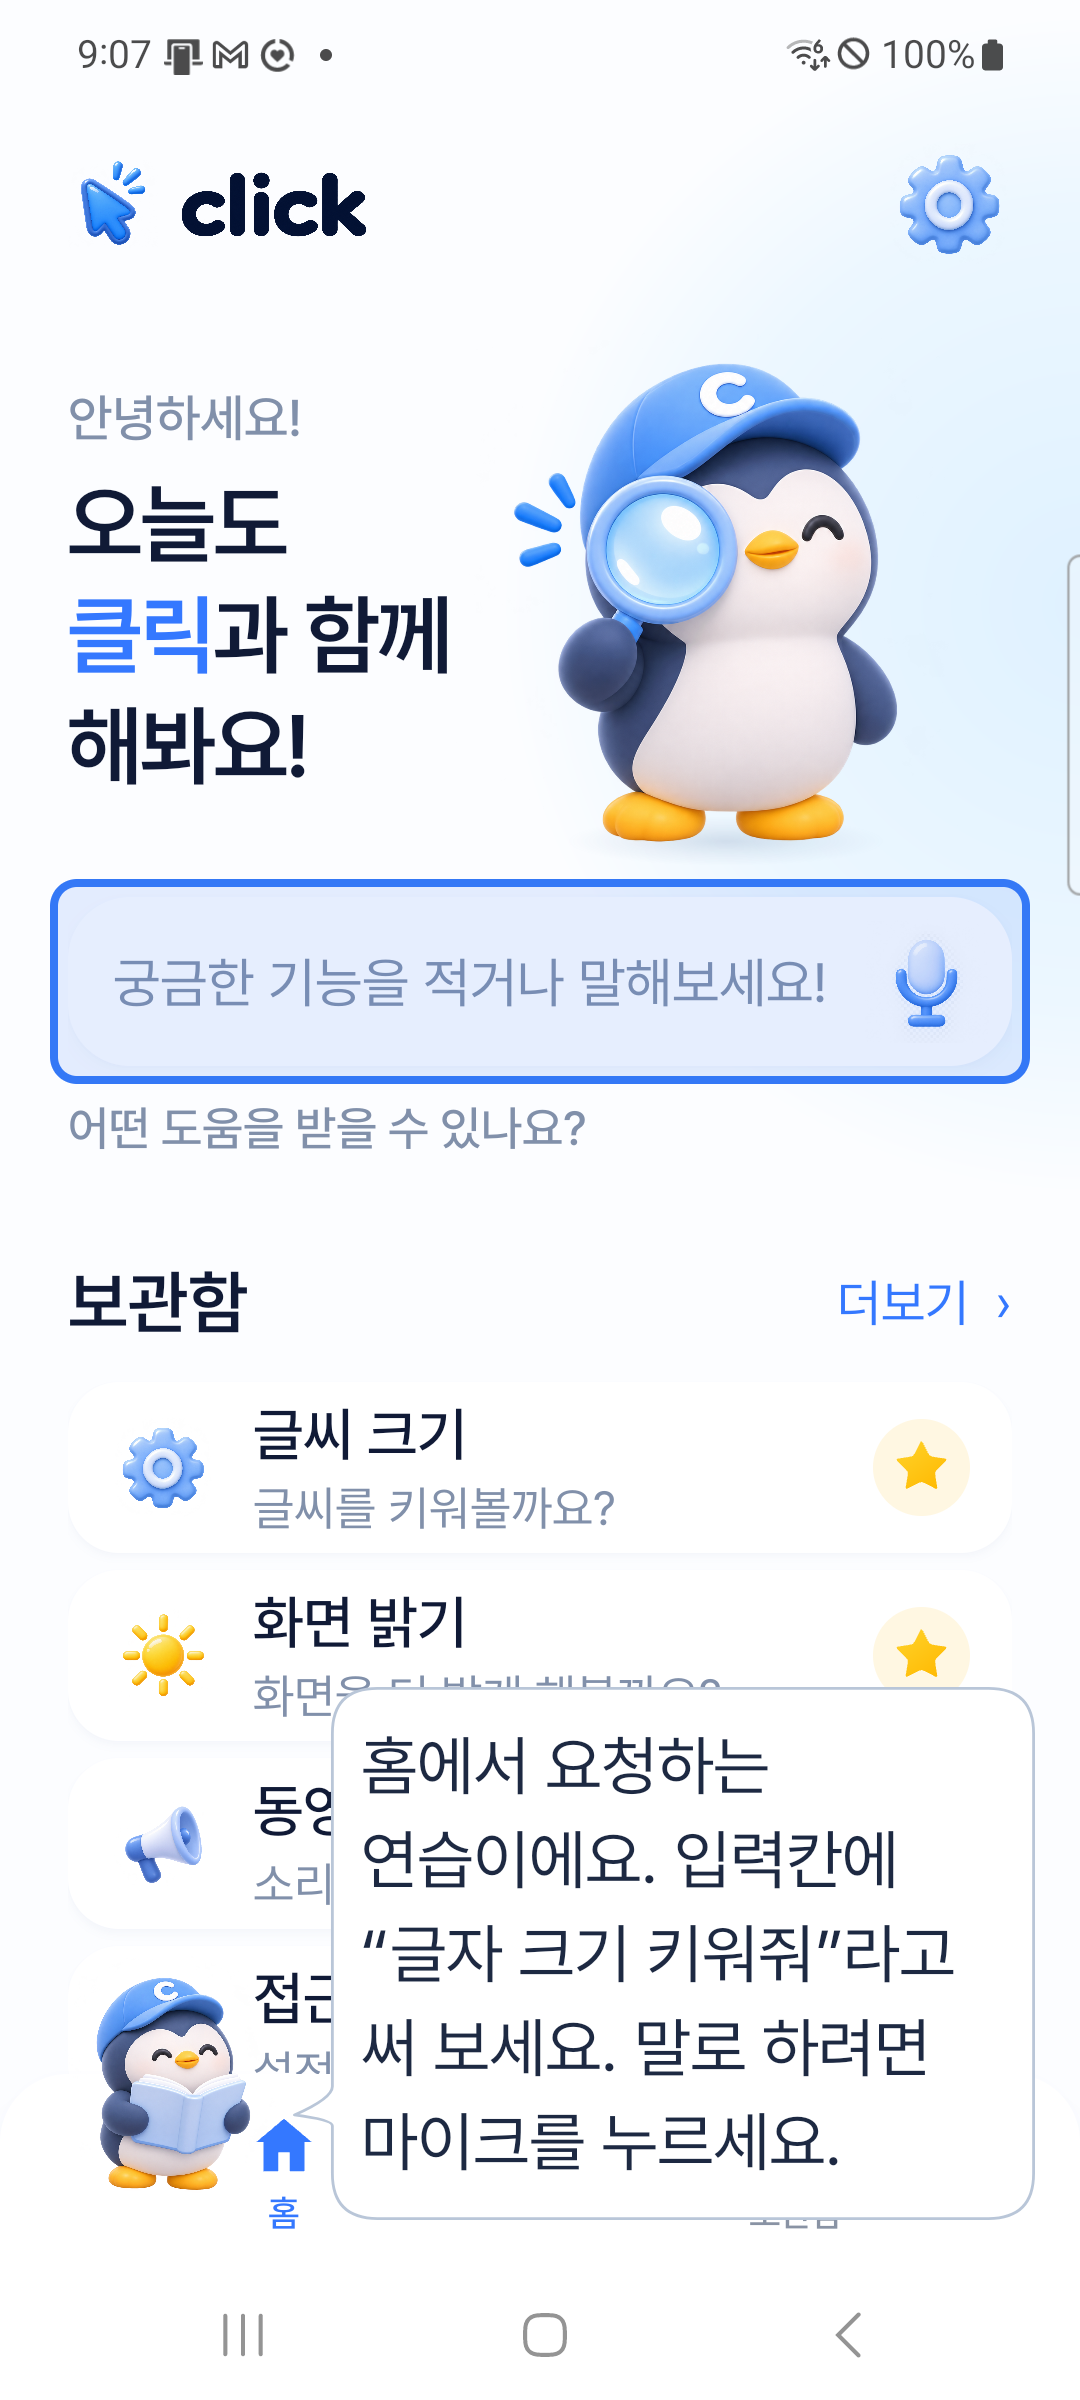 9:07
100%
click
안녕하세요!
오늘도
클릭과 함께
해봐요!
궁금한 기능을 적거나 말해보세요!
어떤 도움을 받을 수 있나요?
보관함
더보기 ›
글씨 크기
글씨를 키워볼까요?
화면 밝기
소리
홈에서 요청하는
연습이에요. 입력칸에
“글자 크기 키워줘”라고
써 보세요. 말로 하려면
마이크를 누르세요.
홈